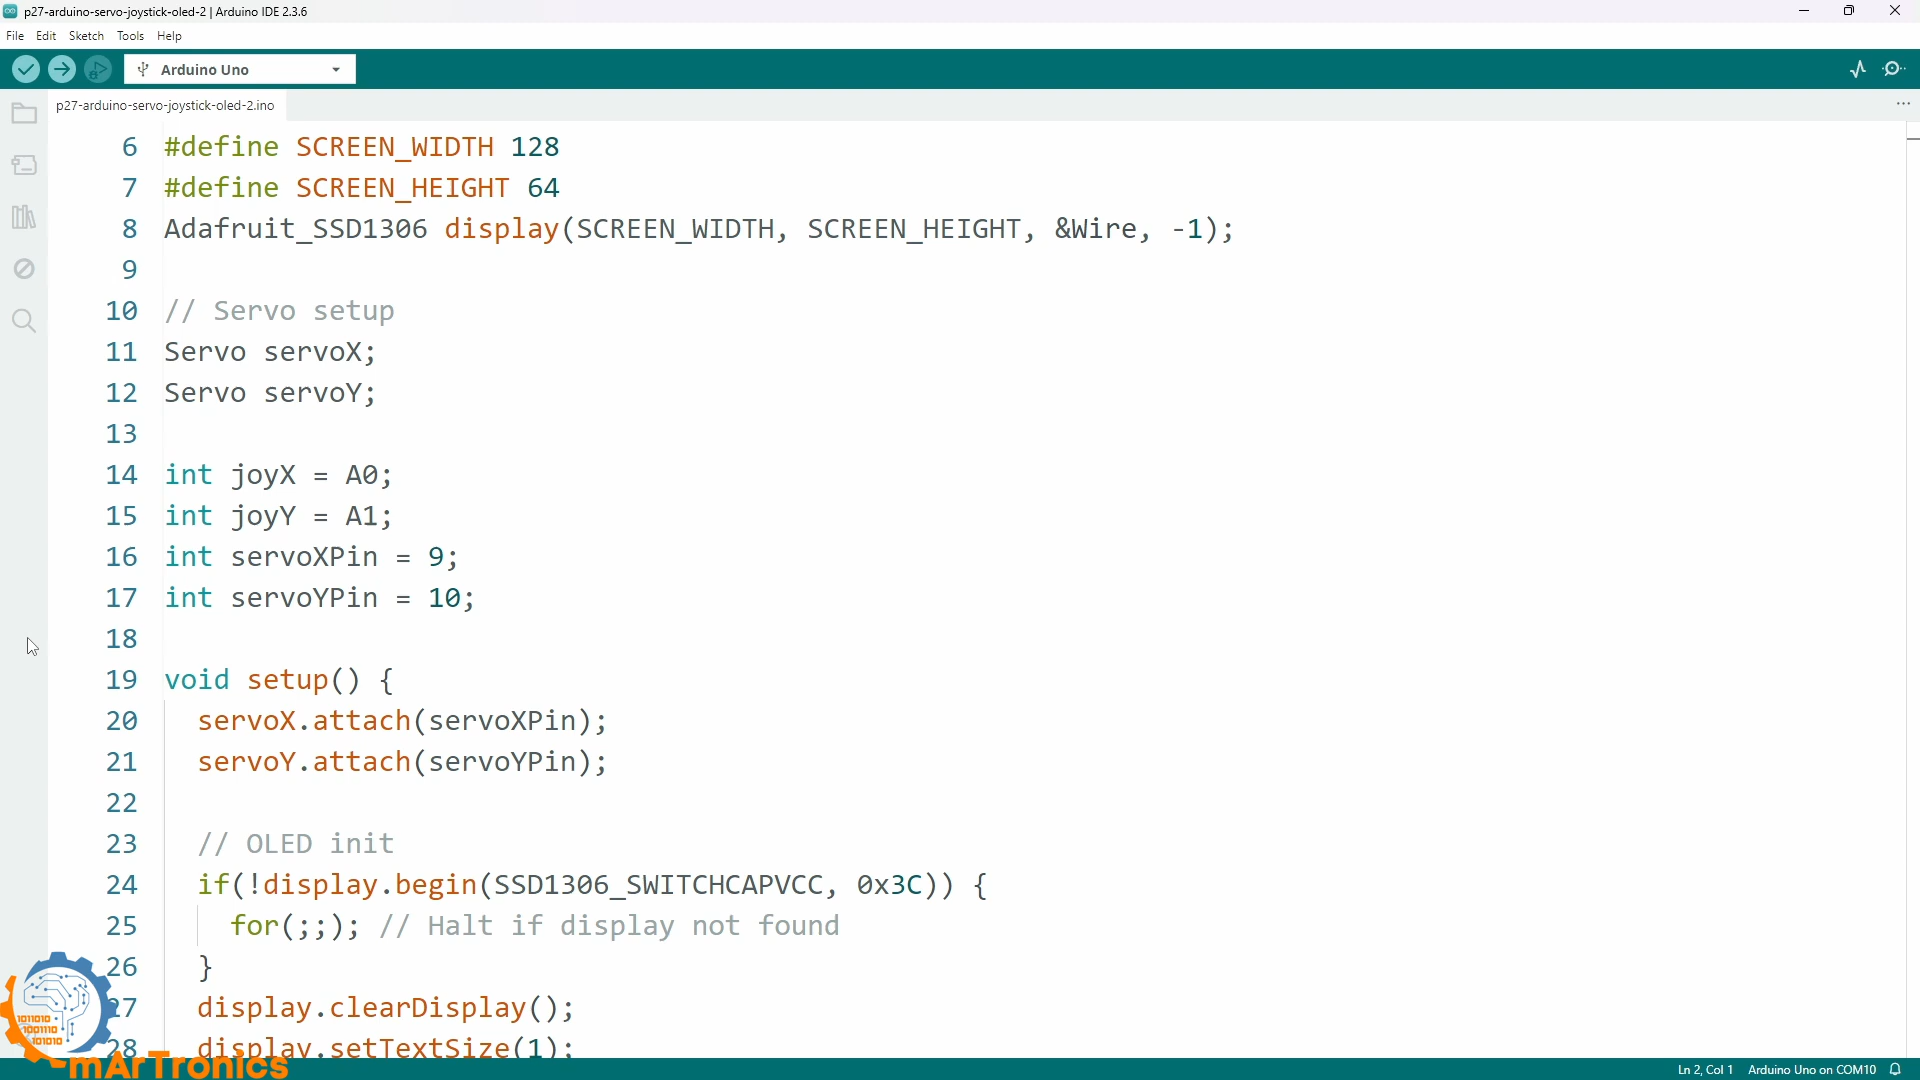 p27-arduino-servo-joystick-oled-2 | Arduino IDE 2.3.6
File Edit Sketch Tools Help
Arduino Uno
p27-arduino-servo-joystick-oled-2.ino
6 #define SCREEN_WIDTH 128
7 #define SCREEN_HEIGHT 64
8 Adafruit_SSD1306 display(SCREEN_WIDTH, SCREEN_HEIGHT, &Wire, -1);
9
10 // Servo setup
11 Servo servoX;
12 Servo servoY;
13
14 int joyX = A0;
15 int joyY = A1;
16 int servoXPin = 9;
17 int servoYPin = 10;
18
19 void setup() {
20 servoX.attach(servoXPin);
21 servoY.attach(servoYPin);
22
23 // OLED init
24 if(!display.begin(SSD1306_SWITCHCAPVCC, 0x3C)) {
25 for(;;); // Halt if display not found
26 }
27 display.clearDisplay();
28 display.setTextSize(1);
1011010
1001110
101010
mArTronics
Ln 2, Col 1 Arduino Uno on COM10